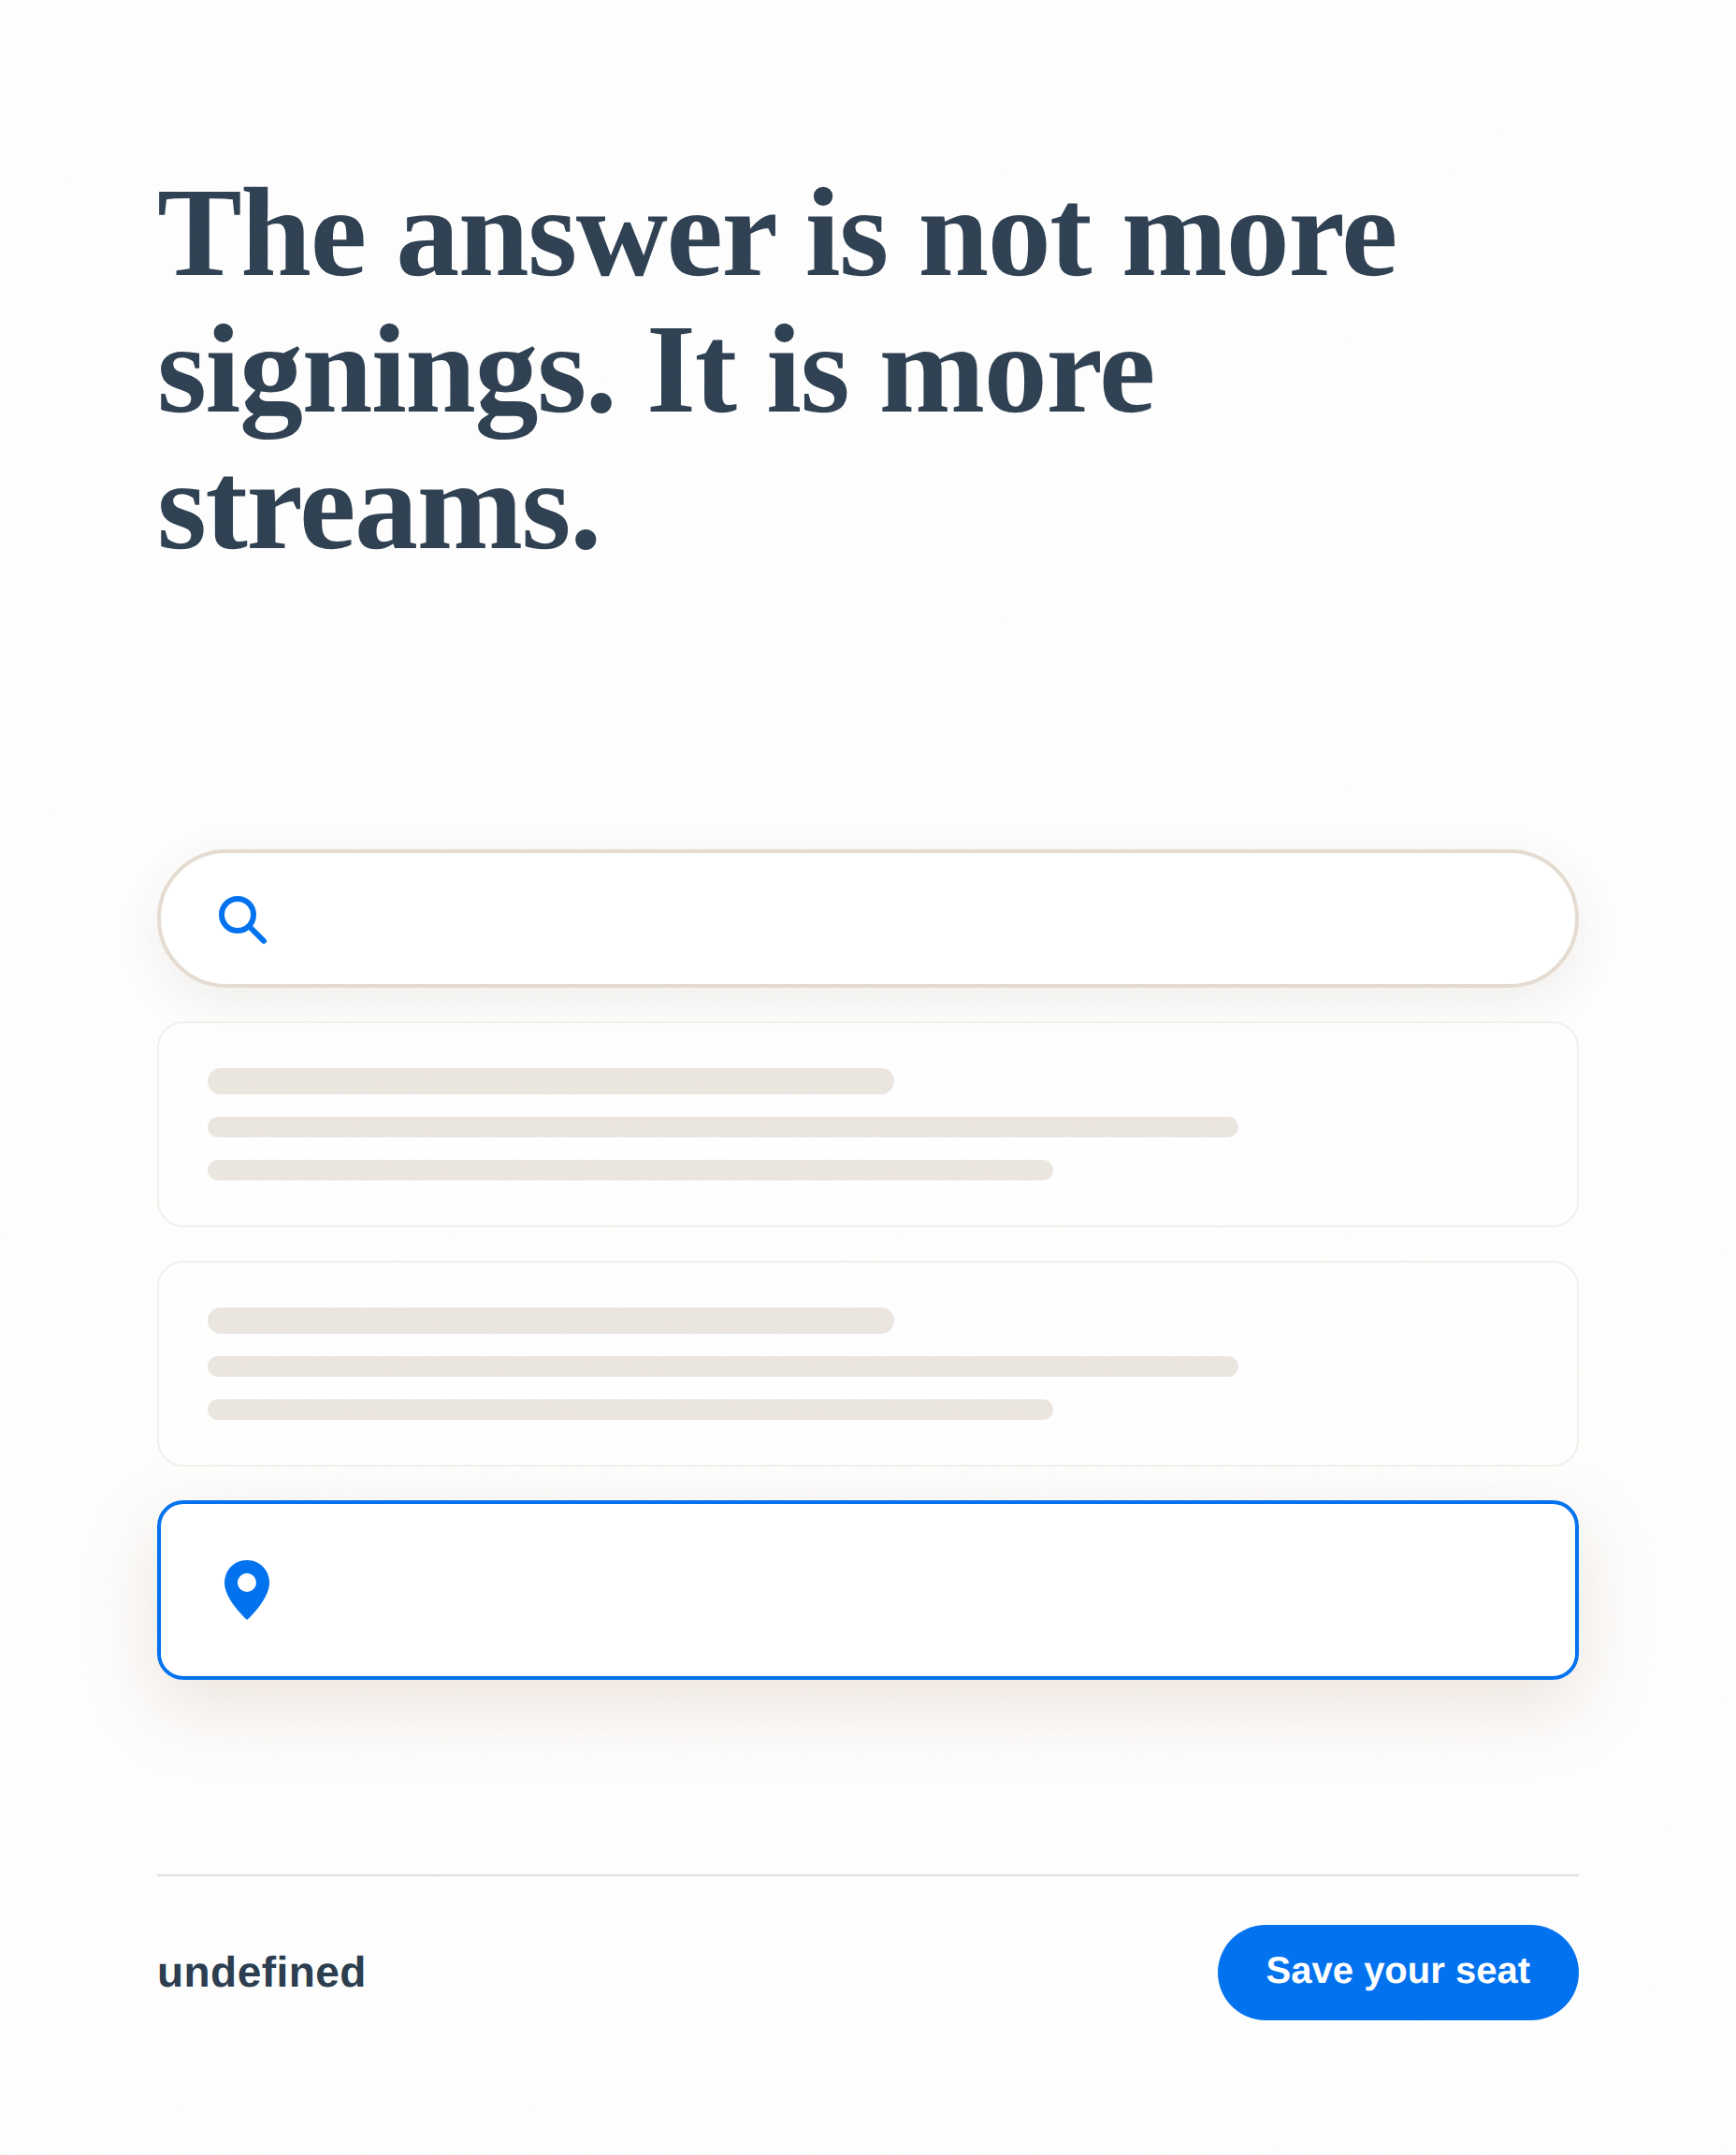 The answer is not more
signings. It is more
streams.
undefined
Save your seat